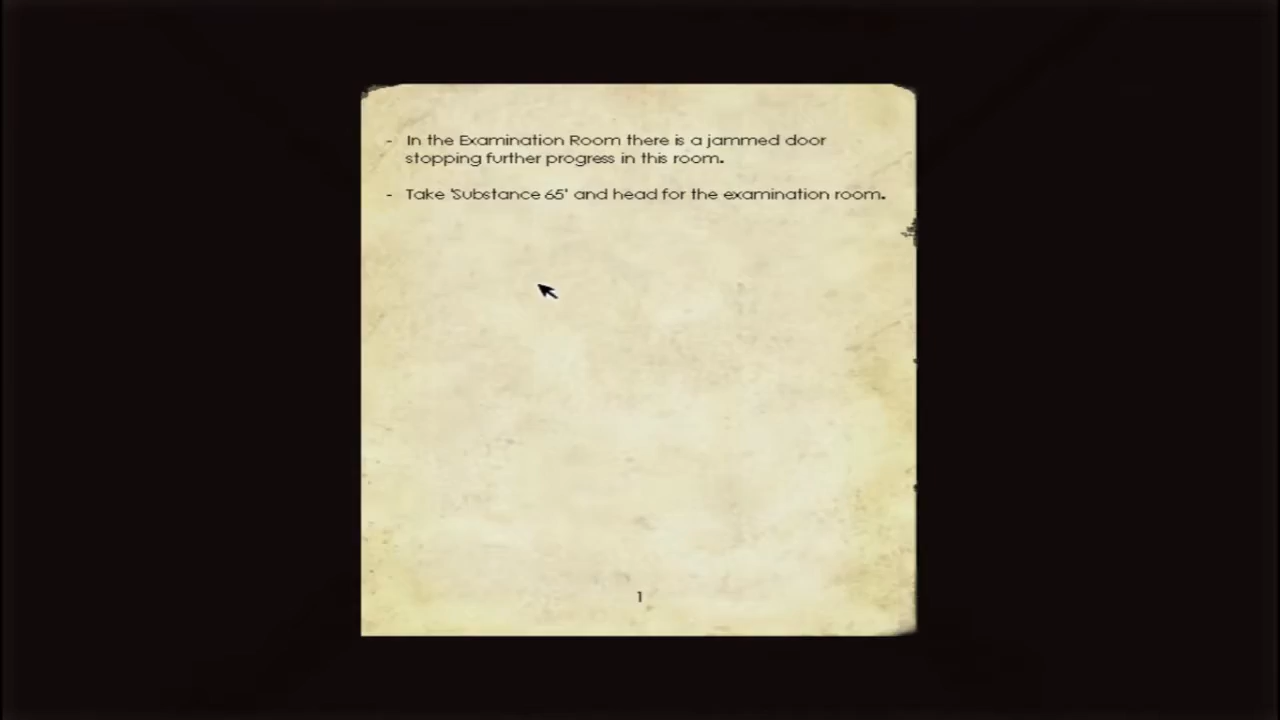 - In the Examination Room there is a jammed door
stopping further progress in this room.
- Take 'Substance 65' and head for the examination room.
1